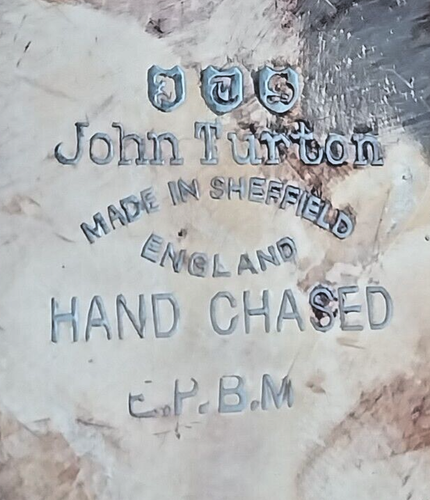 J T S
John Turton
MADE IN SHEFFIELD
ENGLAND
HAND CHASED
E.P.B.M